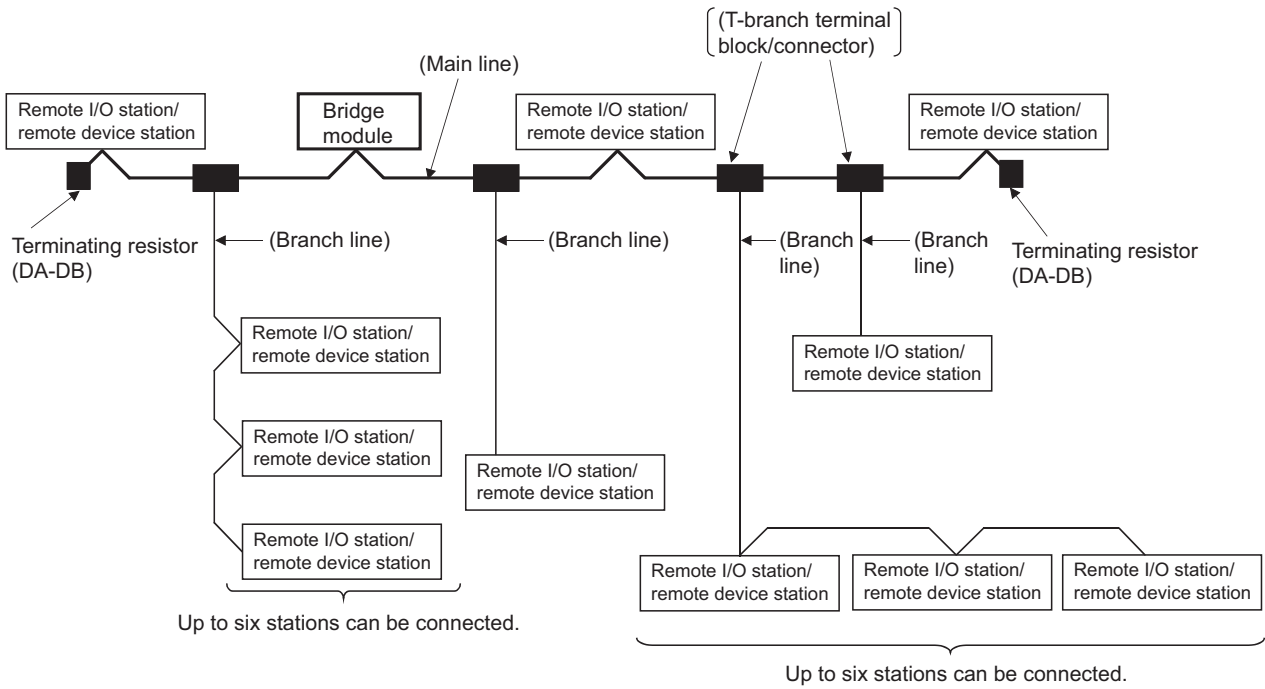 (T-branch terminal
block/connector)
(Main line)
Remote I/O station/
remote device station
Bridge
module
Remote I/O station/
remote device station
Remote I/O station/
remote device station
Terminating resistor
(DA-DB)
(Branch line)
(Branch line)
(Branch
line)
(Branch
line)
Terminating resistor
(DA-DB)
Remote I/O station/
remote device station
Remote I/O station/
remote device station
Remote I/O station/
remote device station
Remote I/O station/
remote device station
Remote I/O station/
remote device station
Remote I/O station/
remote device station
Remote I/O station/
remote device station
Remote I/O station/
remote device station
Up to six stations can be connected.
Up to six stations can be connected.